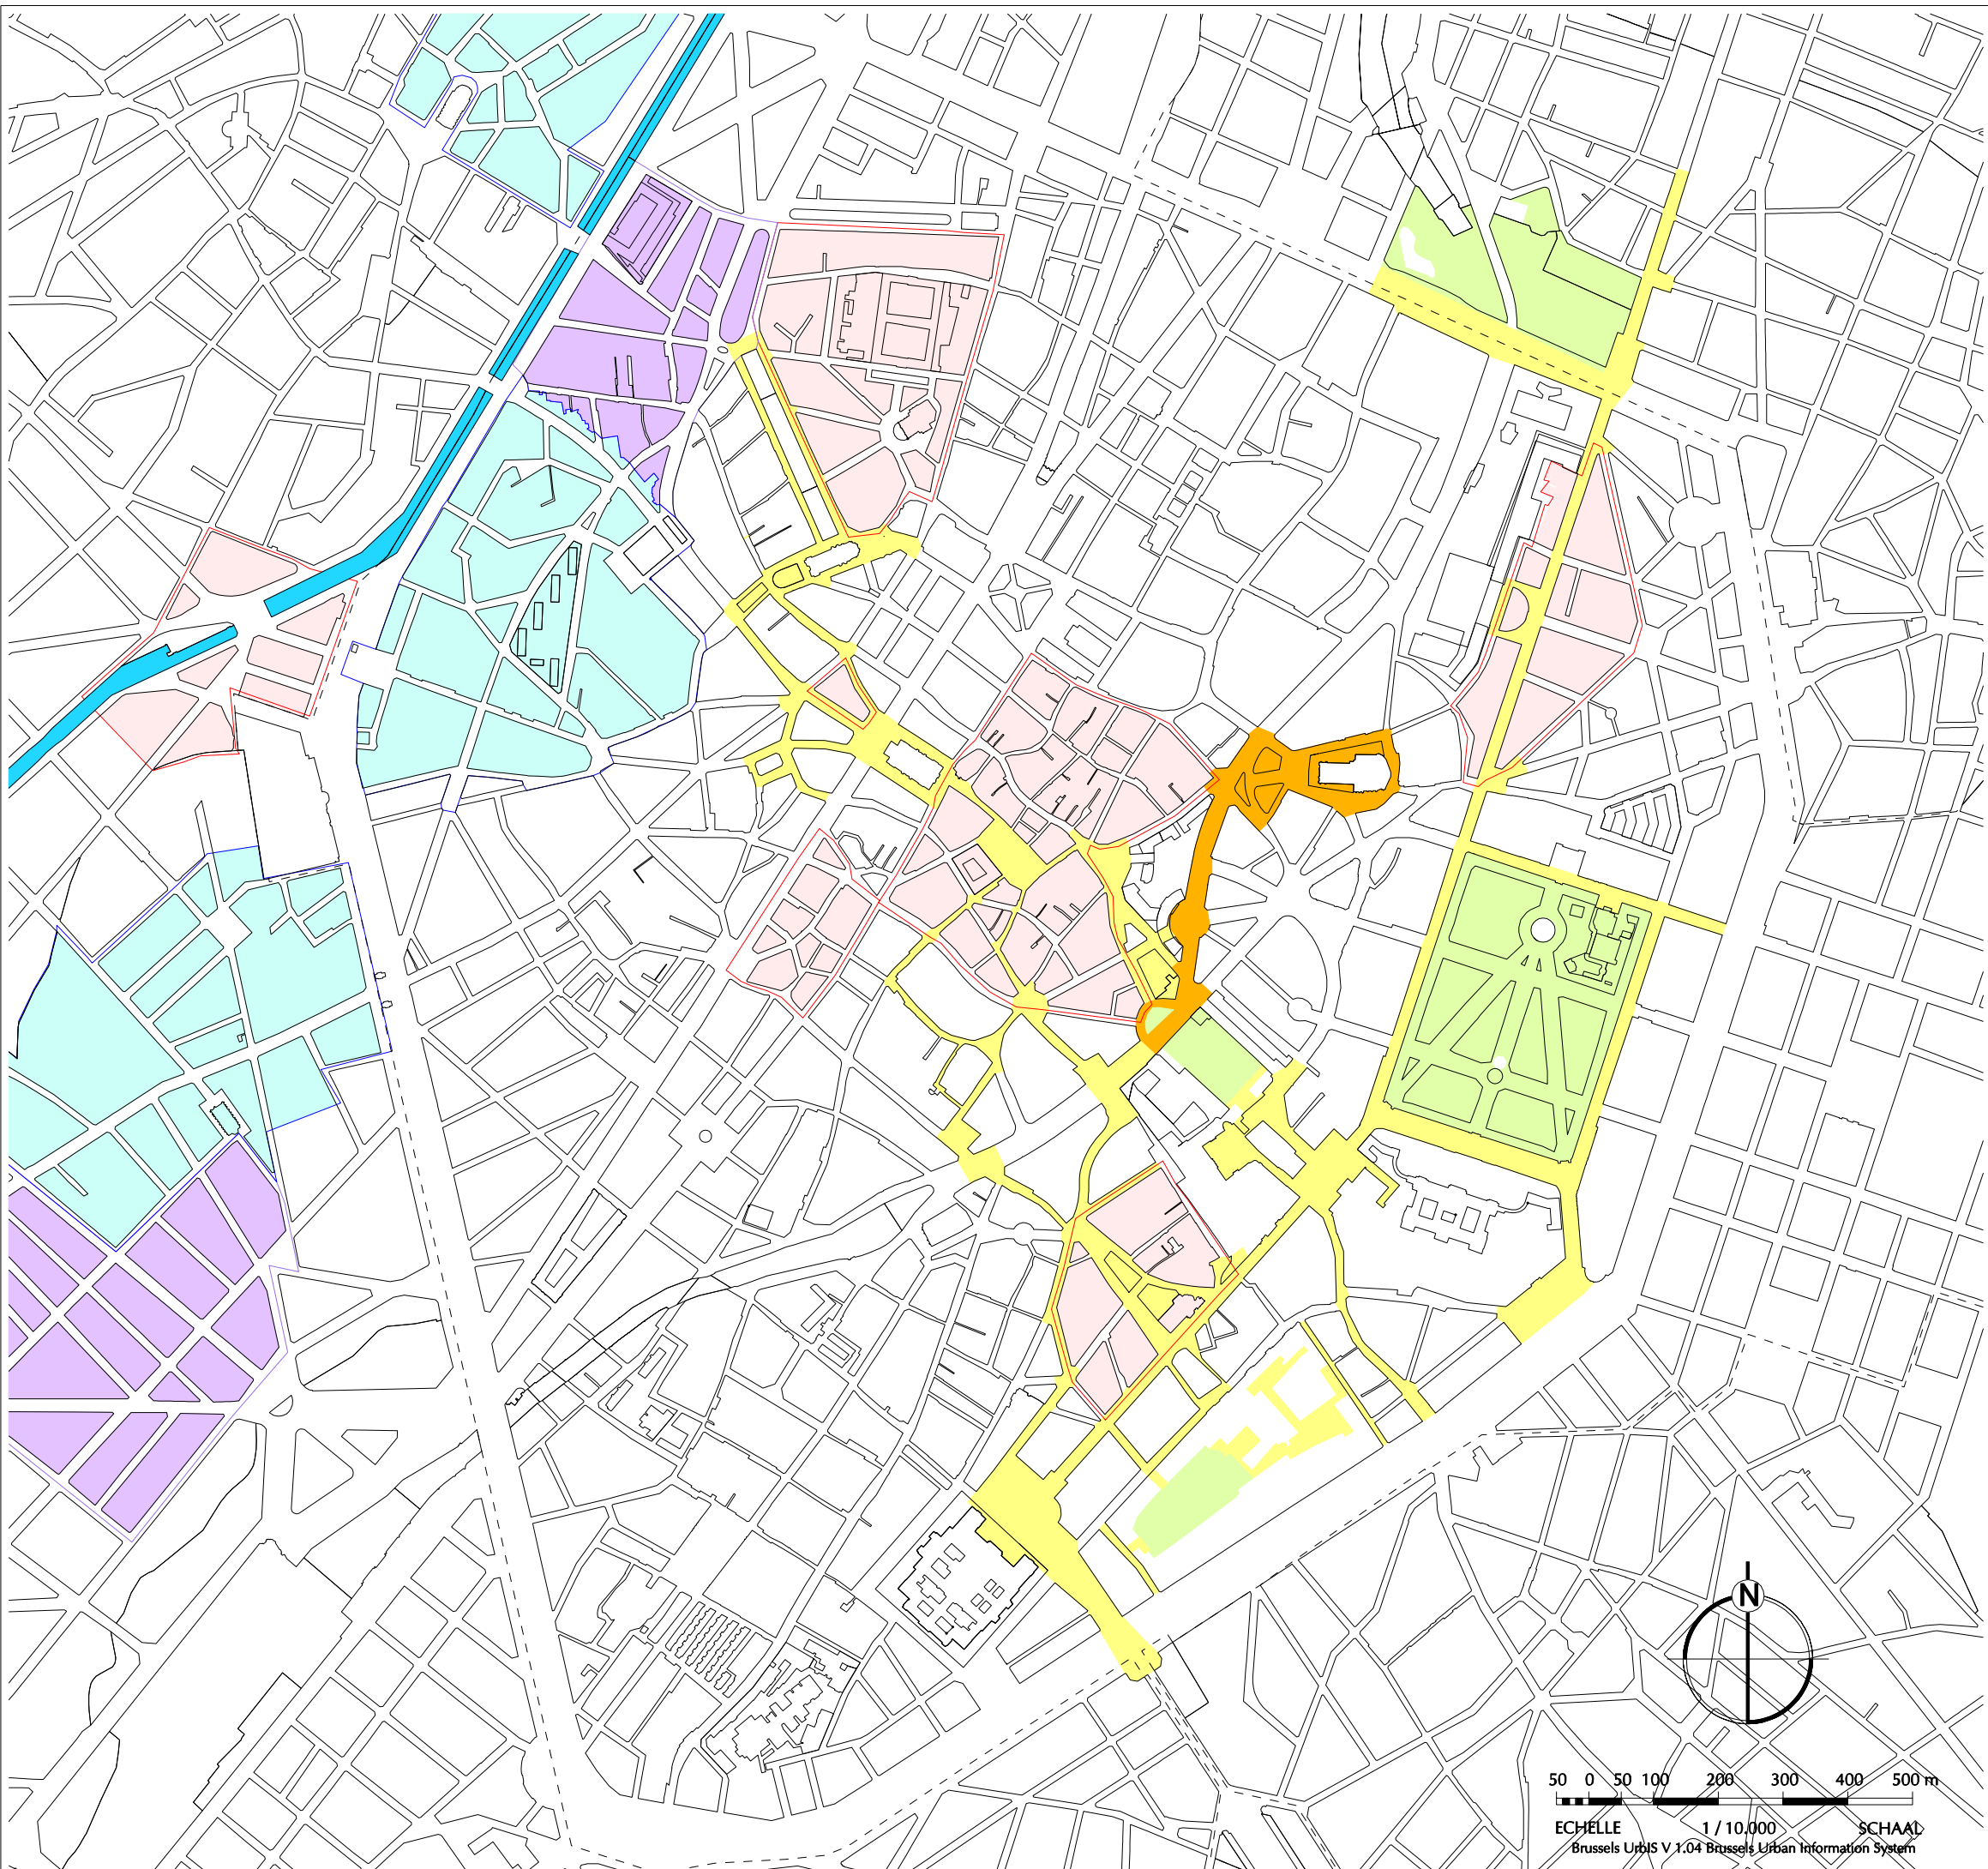 N
50 0 50 100 200 300 400 500 m
ECHELLE 1 / 10.000 SCHAAL
Brussels UrbIS V 1.04 Brussels Urban Information System